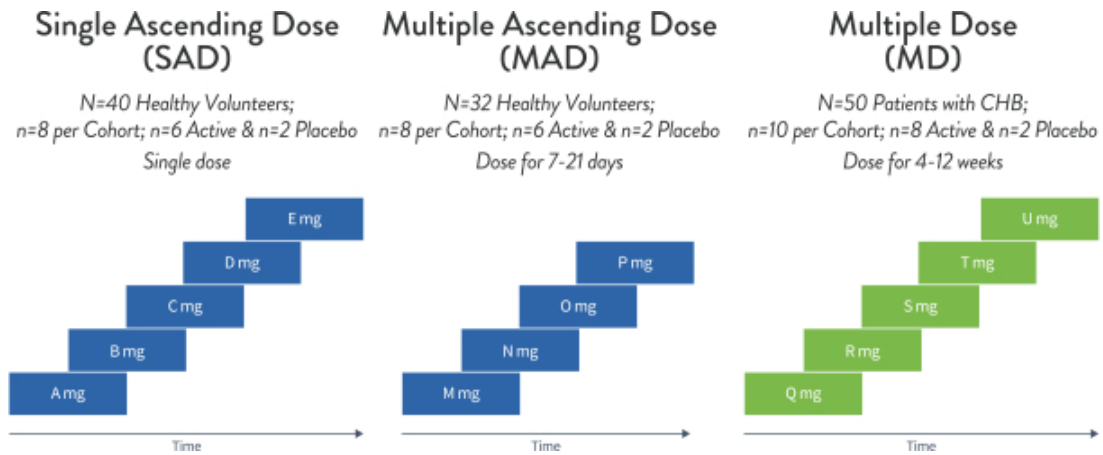 Single Ascending Dose
(SAD)
N=40 Healthy Volunteers;
n=8 per Cohort; n=6 Active & n=2 Placebo
Single dose
E mg
D mg
C mg
B mg
A mg
Time
Multiple Ascending Dose
(MAD)
N=32 Healthy Volunteers;
n=8 per Cohort; n=6 Active & n=2 Placebo
Dose for 7-21 days
P mg
O mg
N mg
M mg
Time
Multiple Dose
(MD)
N=50 Patients with CHB;
n=10 per Cohort; n=8 Active & n=2 Placebo
Dose for 4-12 weeks
U mg
T mg
S mg
R mg
Q mg
Time